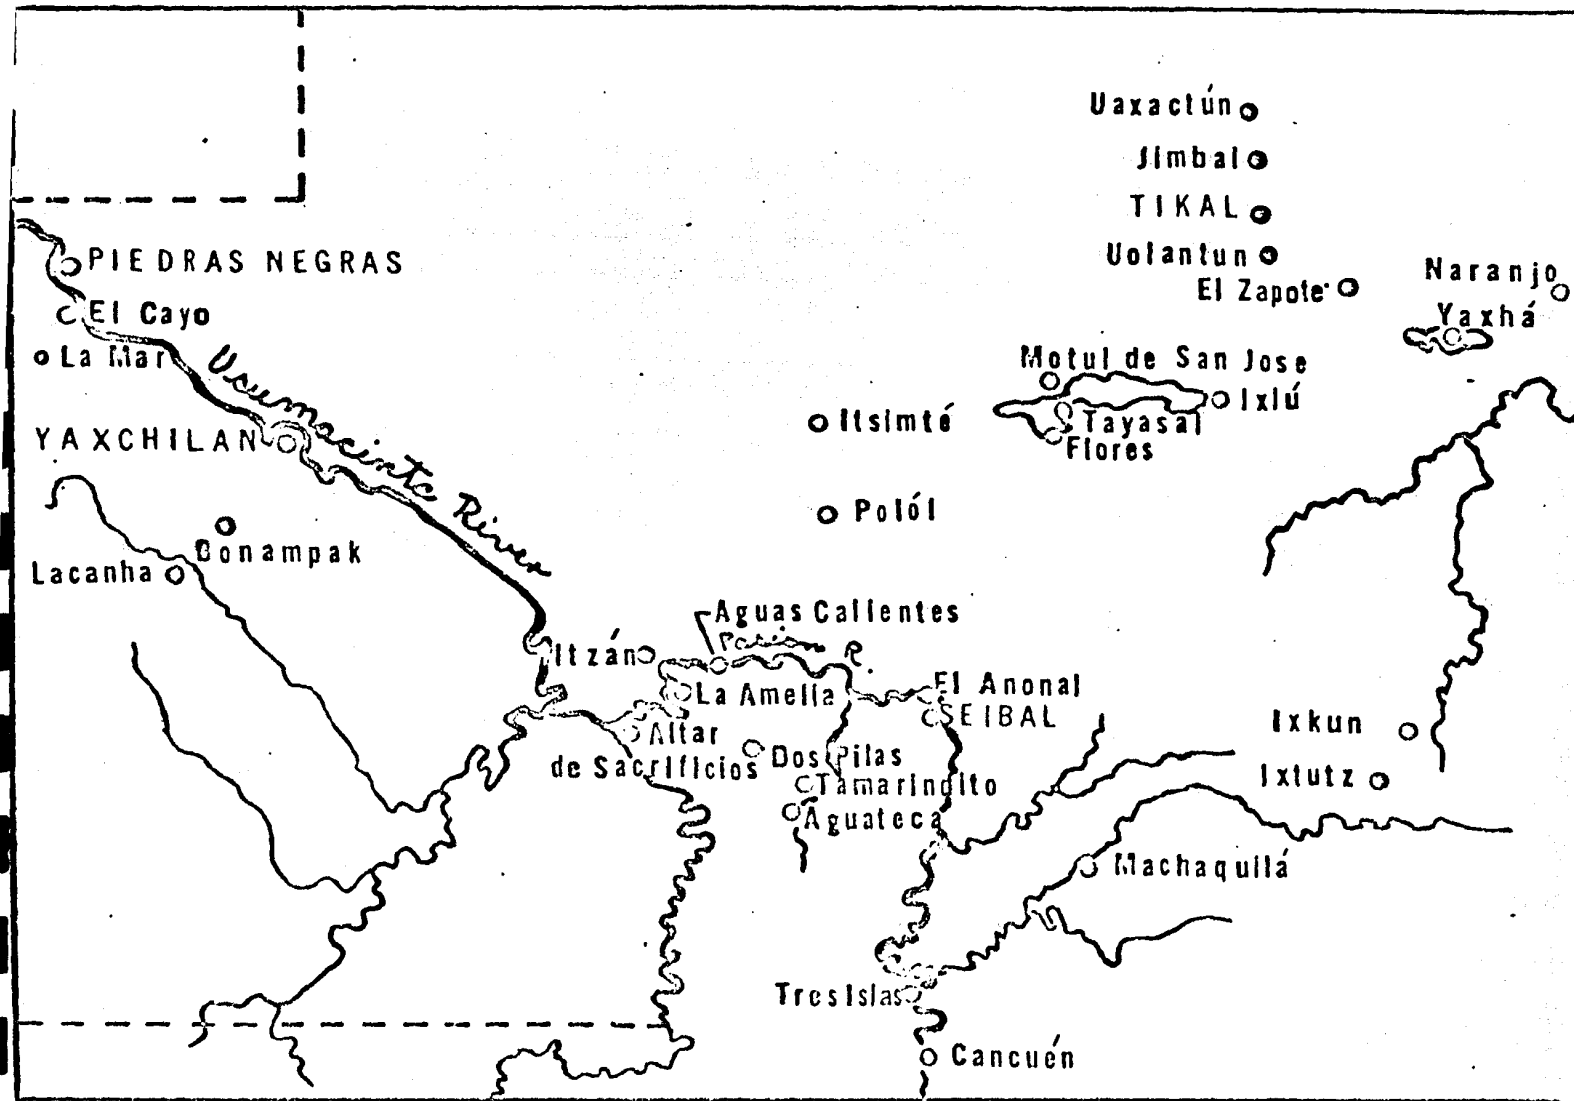 Uaxactún
Jimbal
TIKAL
Uolantun
El Zapote
Naranjo
Yaxhá
PIEDRAS NEGRAS
El Cayo
La Mar
Usumacinta River
Motul de San Jose
Ixlú
Tayasal
Flores
Itsimté
YAXCHILAN
Polól
Bonampak
Lacanha
Aguas Calientes
Pasión R.
Itzán
La Amelia
El Anonal
SEIBAL
Altar
de Sacrificios
Dos Pilas
Tamarindito
Aguateca
Ixkun
Ixtutz
Machaquilá
Tres Islas
Cancuén